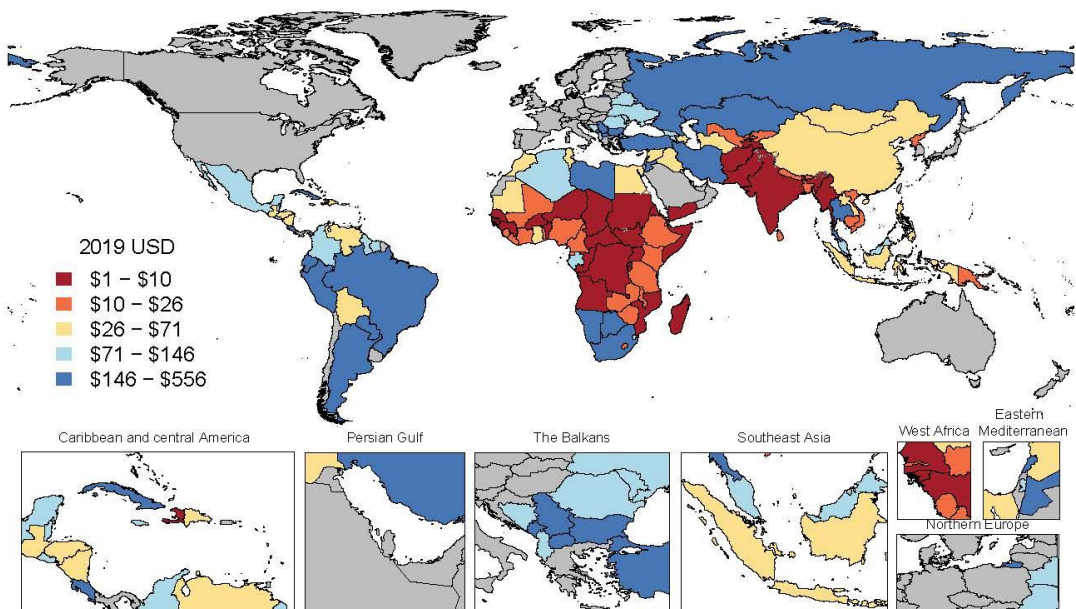 2019 USD
$1 − $10
$10 − $26
$26 − $71
$71 − $146
$146 − $556
Caribbean and central America
Persian Gulf
The Balkans
Southeast Asia
West Africa
Eastern
Mediterranean
Northern Europe